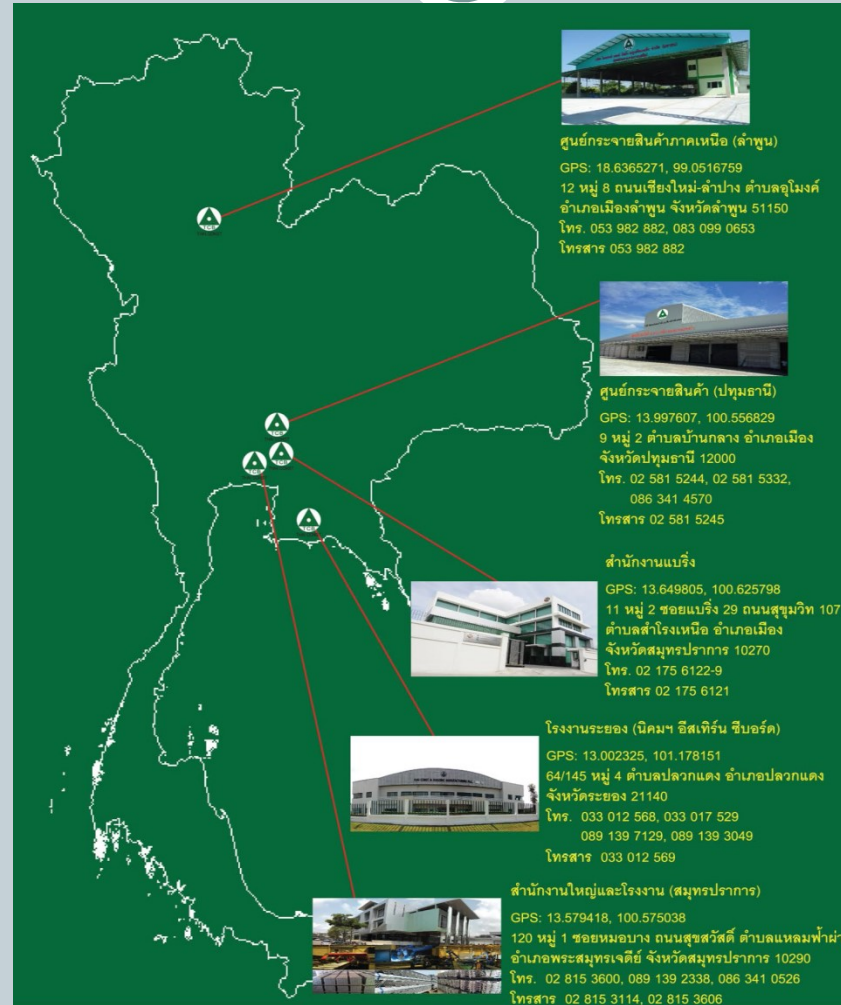 ศูนย์กระจายสินค้าภาคเหนือ (ลำพูน)
GPS: 18.6365271, 99.0516759
12 หมู่ 8 ถนนเชียงใหม่-ลำปาง ตำบลอุโมงค์
อำเภอเมืองลำพูน จังหวัดลำพูน 51150
โทร. 053 982 882, 083 099 0653
โทรสาร 053 982 882
ศูนย์กระจายสินค้า (ปทุมธานี)
GPS: 13.997607, 100.556829
9 หมู่ 2 ตำบลบ้านกลาง อำเภอเมือง
จังหวัดปทุมธานี 12000
โทร. 02 581 5244, 02 581 5332,
086 341 4570
โทรสาร 02 581 5245
สำนักงานแบริ่ง
GPS: 13.649805, 100.625798
11 หมู่ 2 ซอยแบริ่ง 29 ถนนสุขุมวิท 107
ตำบลสำโรงเหนือ อำเภอเมือง
จังหวัดสมุทรปราการ 10270
โทร. 02 175 6122-9
โทรสาร 02 175 6121
โรงงานระยอง (นิคมฯ อีสเทิร์น ซีบอร์ด)
GPS: 13.002325, 101.178151
64/145 หมู่ 4 ตำบลปลวกแดง อำเภอปลวกแดง
จังหวัดระยอง 21140
โทร. 033 012 568, 033 017 529
089 139 7129, 089 139 3049
โทรสาร 033 012 569
สำนักงานใหญ่และโรงงาน (สมุทรปราการ)
GPS: 13.579418, 100.575038
120 หมู่ 1 ซอยหมอบาง ถนนสุขสวัสดิ์ ตำบลแหลมฟ้าผ่า
อำเภอพระสมุทรเจดีย์ จังหวัดสมุทรปราการ 10290
โทร. 02 815 3600, 089 139 2338, 086 341 0526
โทรสาร 02 815 3114, 02 815 3606